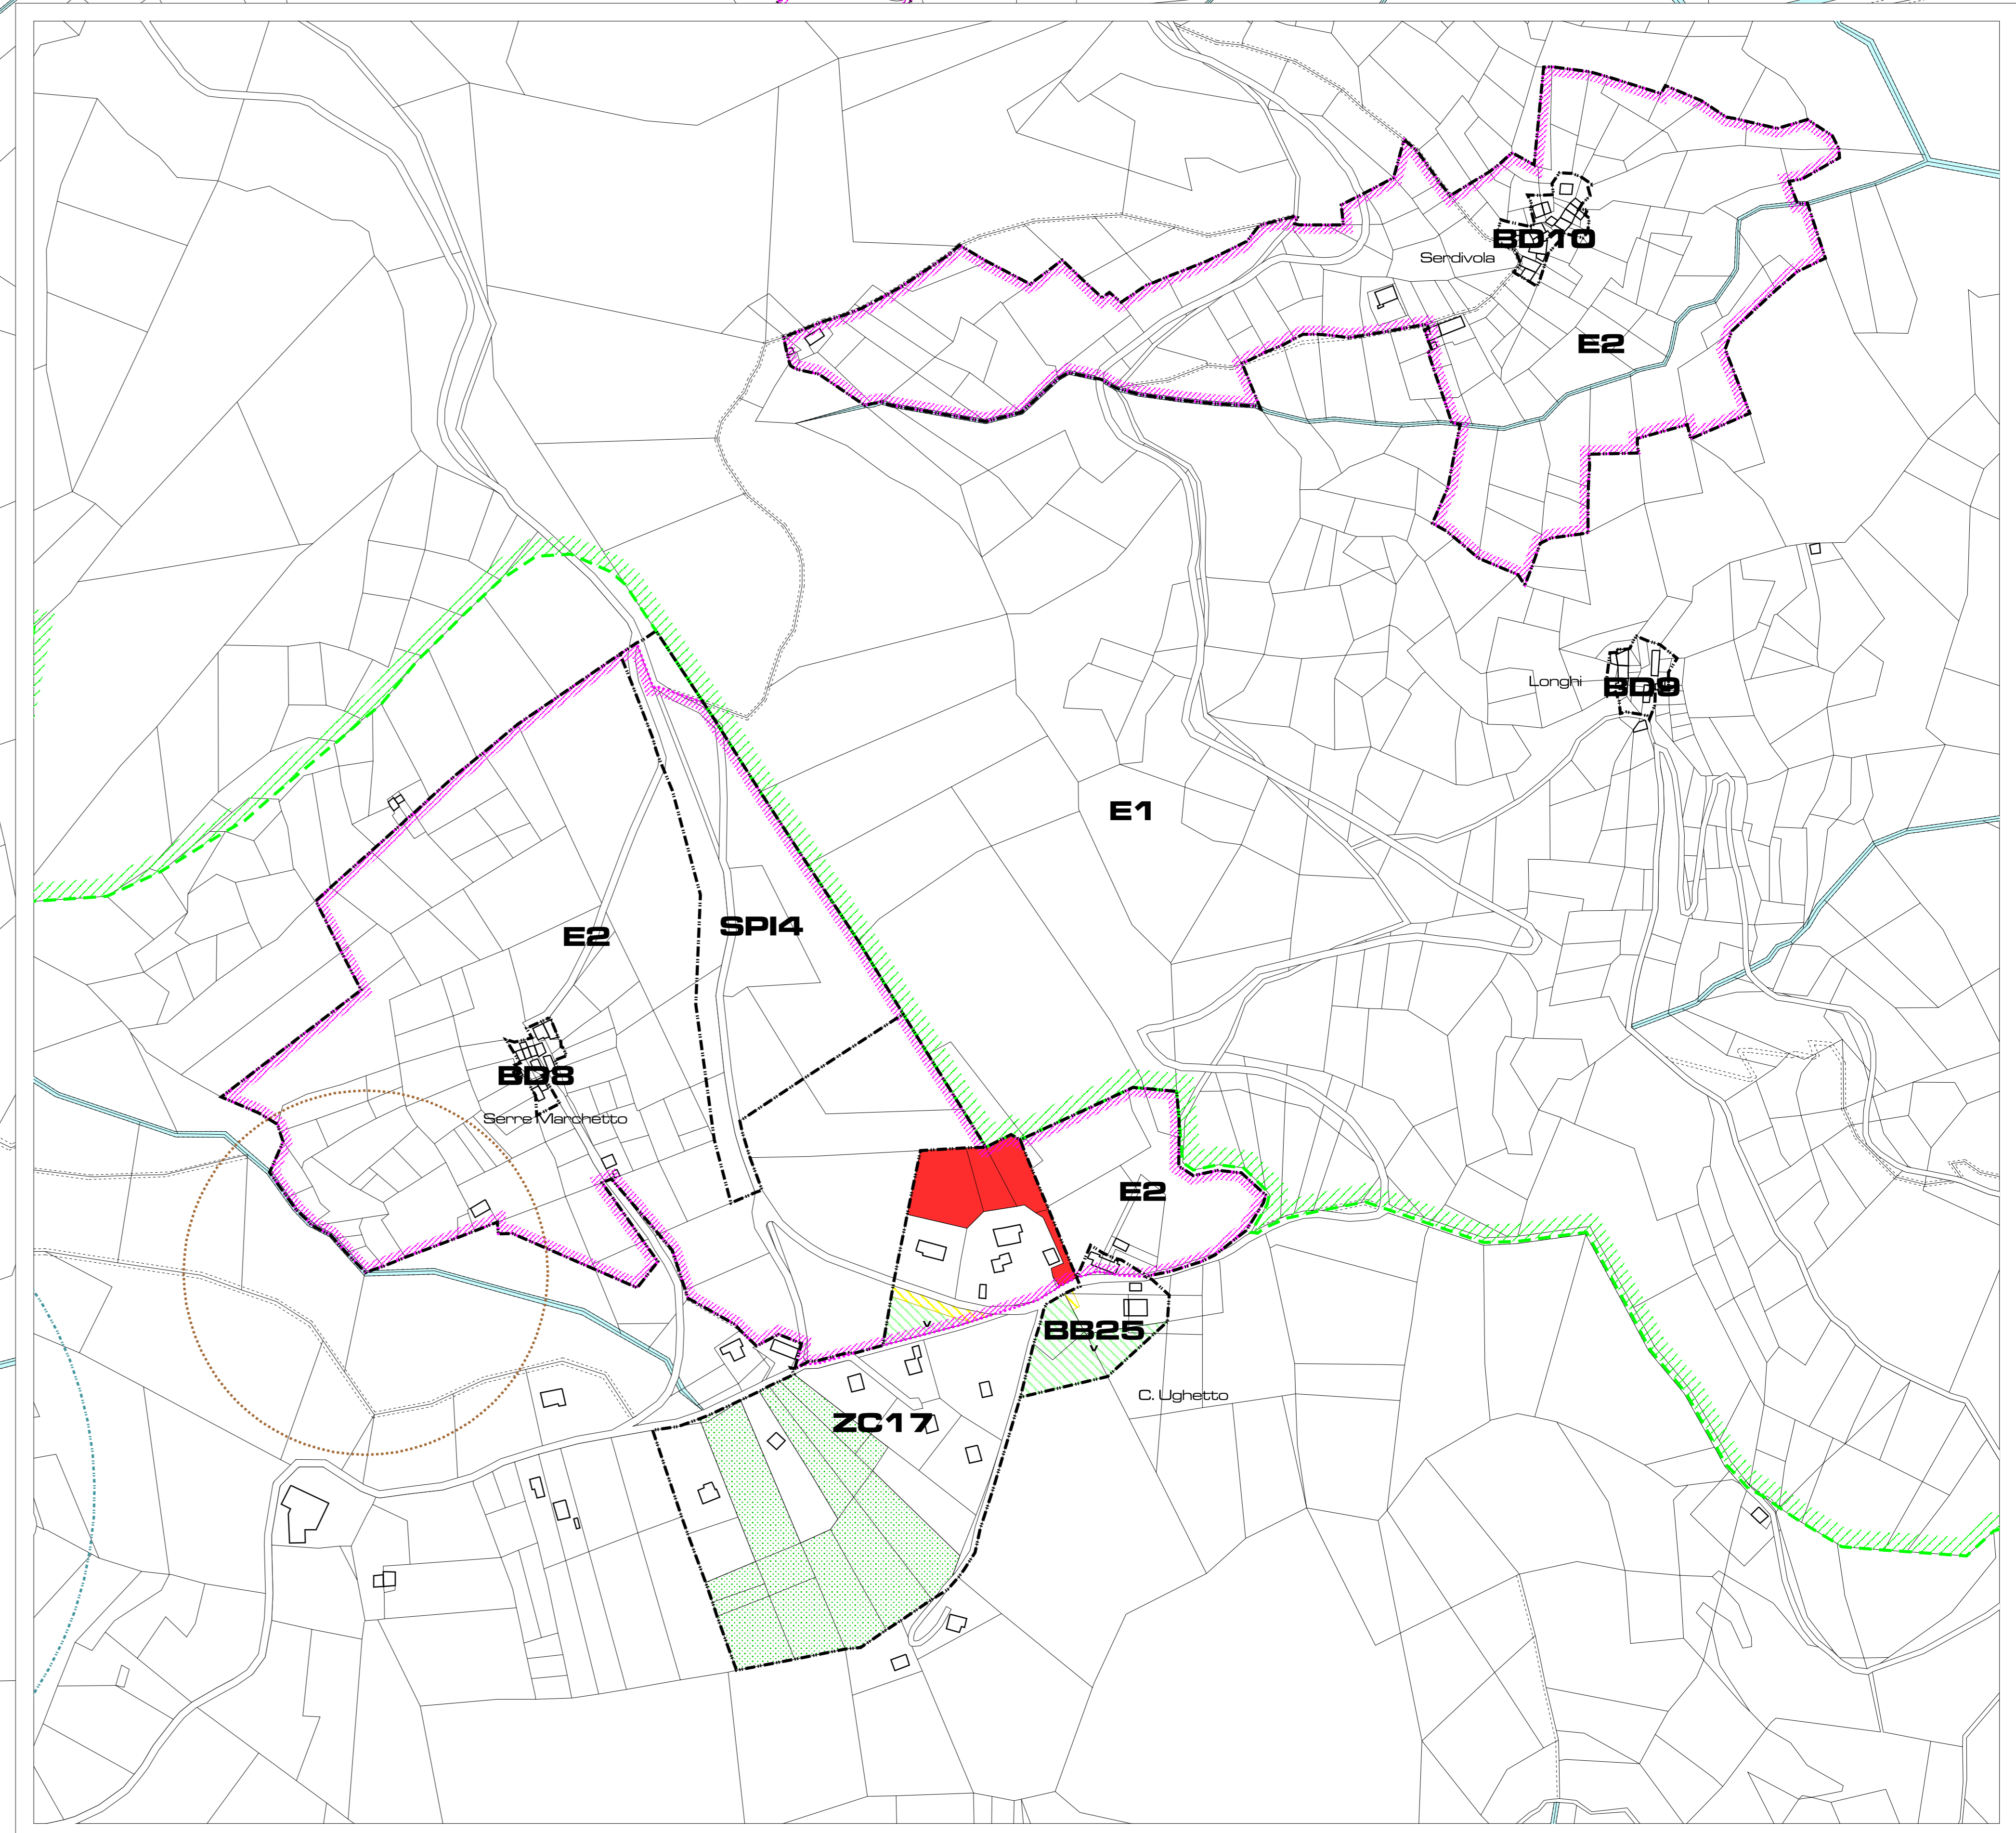 BD10
Serdivola
E2
Longhi
BD9
E1
SPI4
E2
BD8
Serre Marchetto
E2
v
BB25
v
C. Ughetto
ZC17